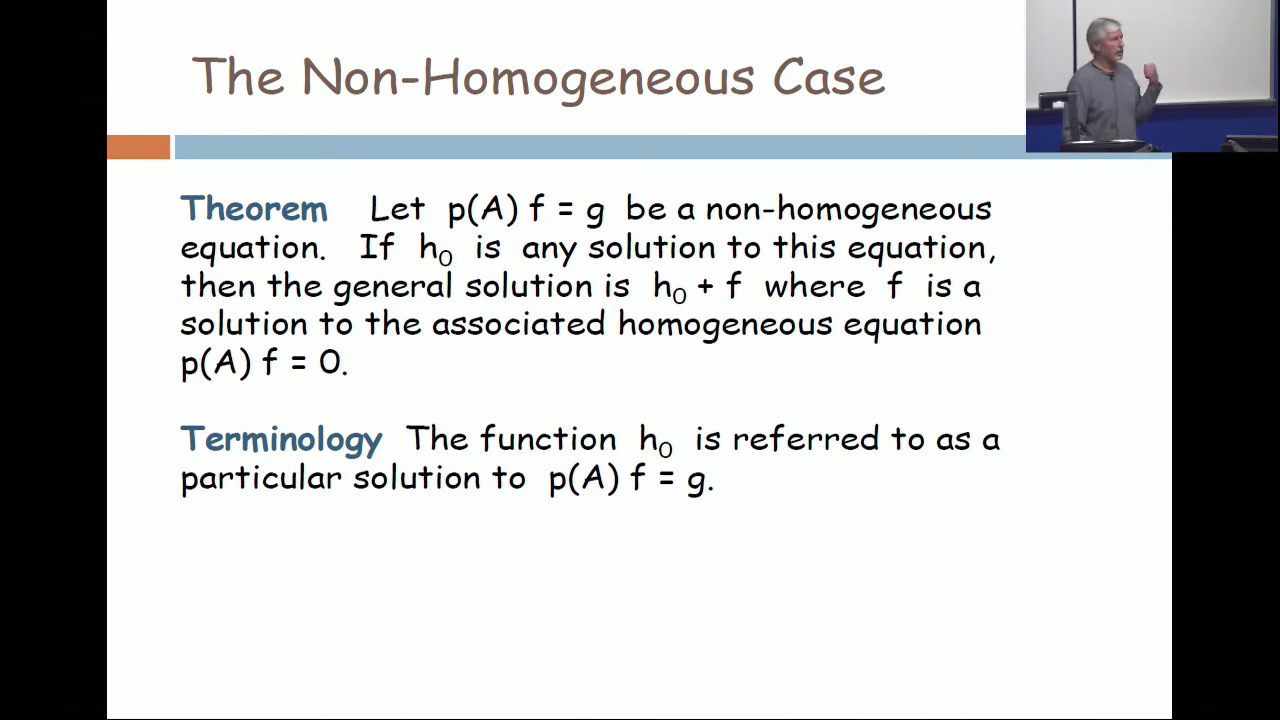 The Non-Homogeneous Case
Theorem Let p(A) f = g be a non-homogeneous
equation. If h₀ is any solution to this equation,
then the general solution is h₀ + f where f is a
solution to the associated homogeneous equation
p(A) f = 0.
Terminology The function h₀ is referred to as a
particular solution to p(A) f = g.